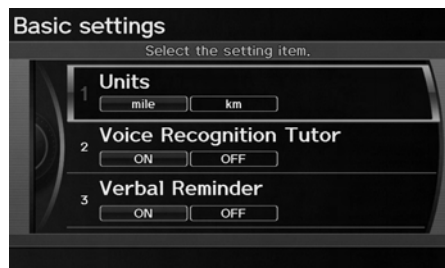 Basic settings
Select the setting item.
1 Units
mile km
2 Voice Recognition Tutor
ON OFF
3 Verbal Reminder
ON OFF